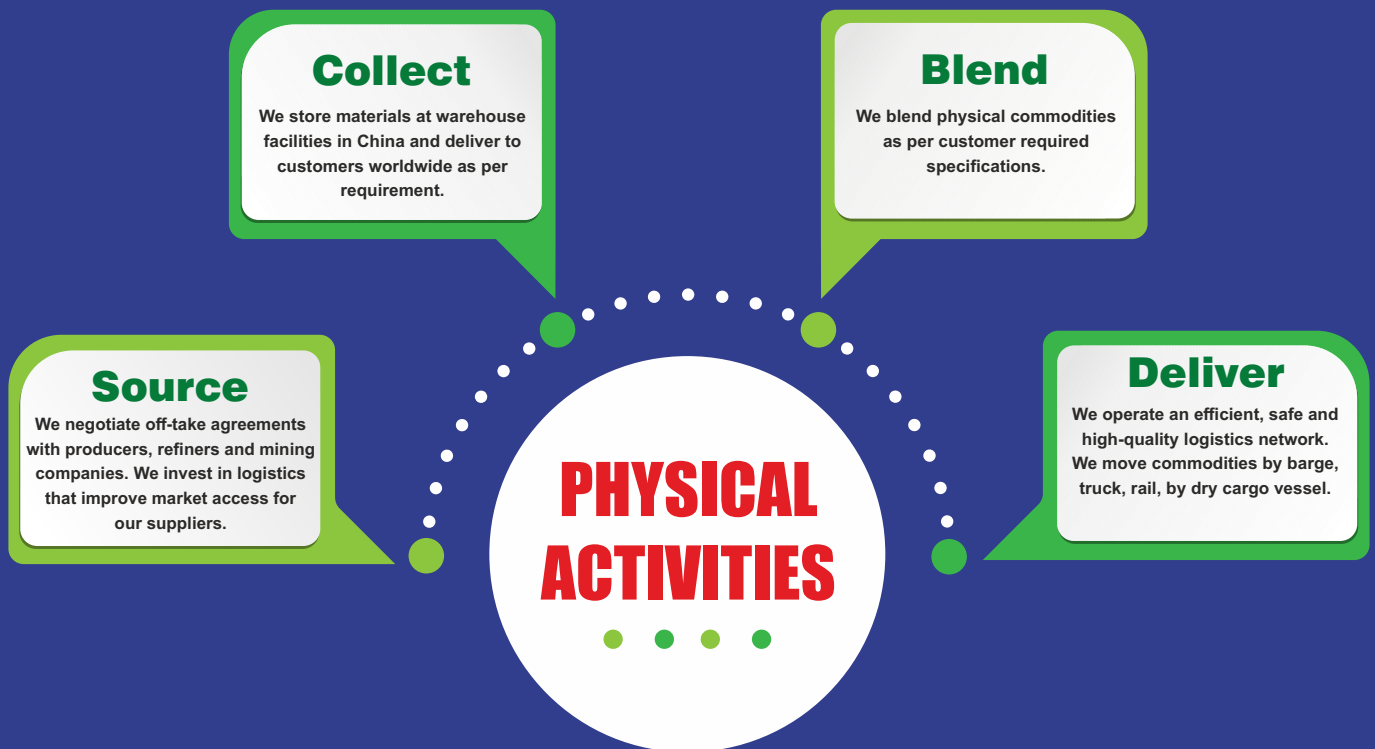 Collect
We store materials at warehouse
facilities in China and deliver to
customers worldwide as per
requirement.
Blend
We blend physical commodities
as per customer required
specifications.
Source
We negotiate off-take agreements
with producers, refiners and mining
companies. We invest in logistics
that improve market access for
our suppliers.
Deliver
We operate an efficient, safe and
high-quality logistics network.
We move commodities by barge,
truck, rail, by dry cargo vessel.
PHYSICAL
ACTIVITIES